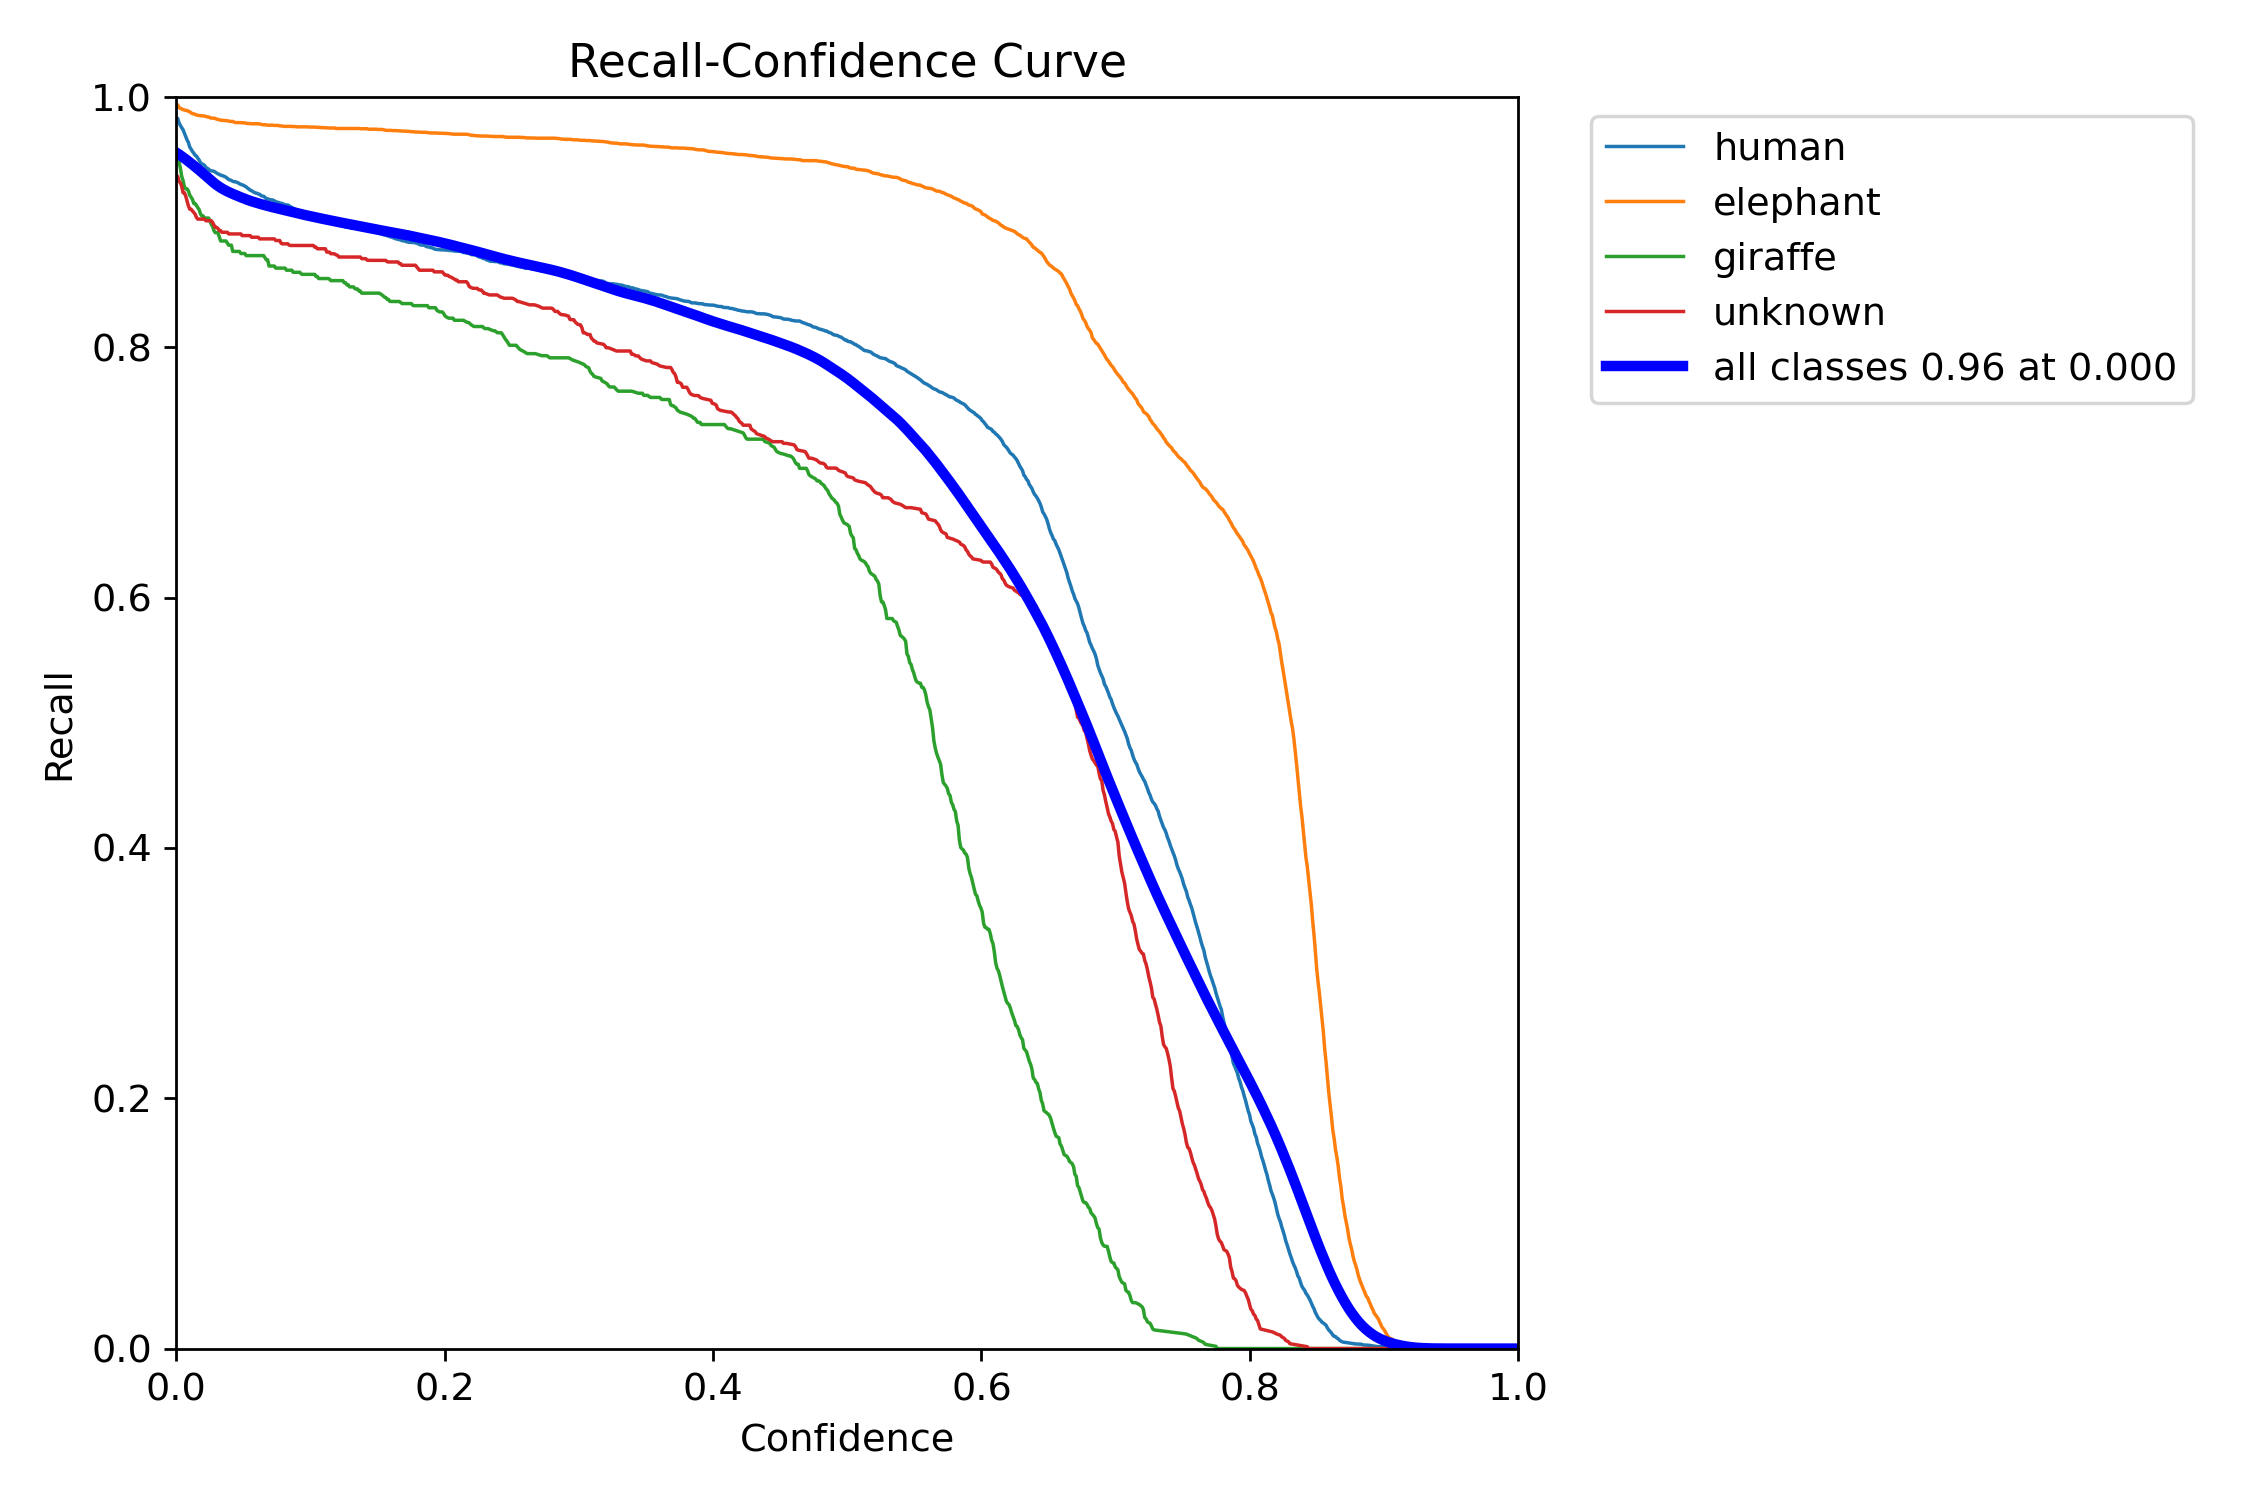 Recall-Confidence Curve
1.0
0.8
0.6
0.4
0.2
0.0
Recall
0.0 0.2 0.4 0.6 0.8 1.0
Confidence
human
elephant
giraffe
unknown
all classes 0.96 at 0.000